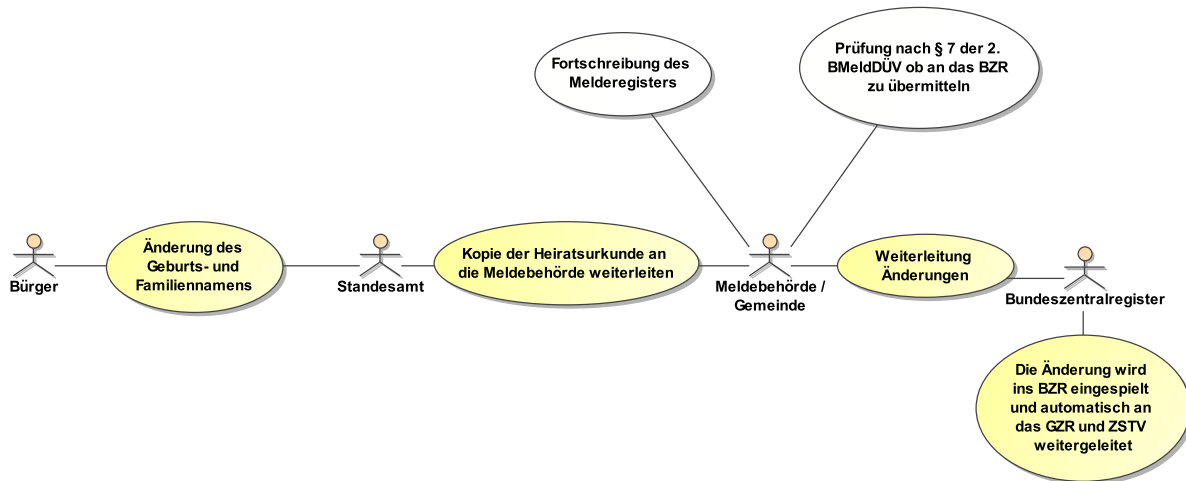 Fortschreibung des
Melderegisters
Prüfung nach § 7 der 2.
BMeldDÜV ob an das BZR
zu übermitteln
Bürger
Änderung des
Geburts- und
Familiennamens
Standesamt
Kopie der Heiratsurkunde an
die Meldebehörde weiterleiten
Meldebehörde /
Gemeinde
Weiterleitung
Änderungen
Bundeszentralregister
Die Änderung wird
ins BZR eingespielt
und automatisch an
das GZR und ZSTV
weitergeleitet